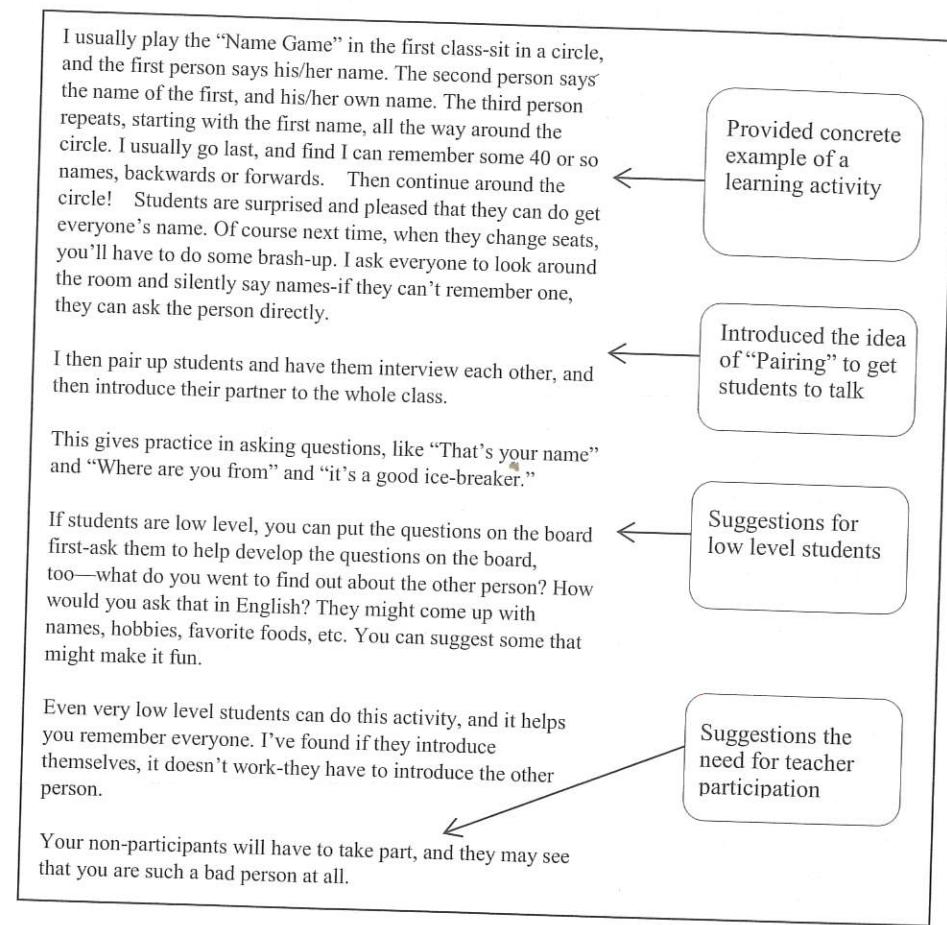 I usually play the “Name Game” in the first class-sit in a circle,
and the first person says his/her name. The second person says
the name of the first, and his/her own name. The third person
repeats, starting with the first name, all the way around the
circle. I usually go last, and find I can remember some 40 or so
names, backwards or forwards. Then continue around the
circle! Students are surprised and pleased that they can do get
everyone’s name. Of course next time, when they change seats,
you’ll have to do some brash-up. I ask everyone to look around
the room and silently say names-if they can’t remember one,
they can ask the person directly.
Provided concrete
example of a
learning activity
I then pair up students and have them interview each other, and
then introduce their partner to the whole class.
Introduced the idea
of “Pairing” to get
students to talk
This gives practice in asking questions, like “That’s your name”
and “Where are you from” and “it’s a good ice-breaker.”
If students are low level, you can put the questions on the board
first-ask them to help develop the questions on the board,
too—what do you went to find out about the other person? How
would you ask that in English? They might come up with
names, hobbies, favorite foods, etc. You can suggest some that
might make it fun.
Suggestions for
low level students
Even very low level students can do this activity, and it helps
you remember everyone. I’ve found if they introduce
themselves, it doesn’t work-they have to introduce the other
person.
Your non-participants will have to take part, and they may see
that you are such a bad person at all.
Suggestions the
need for teacher
participation